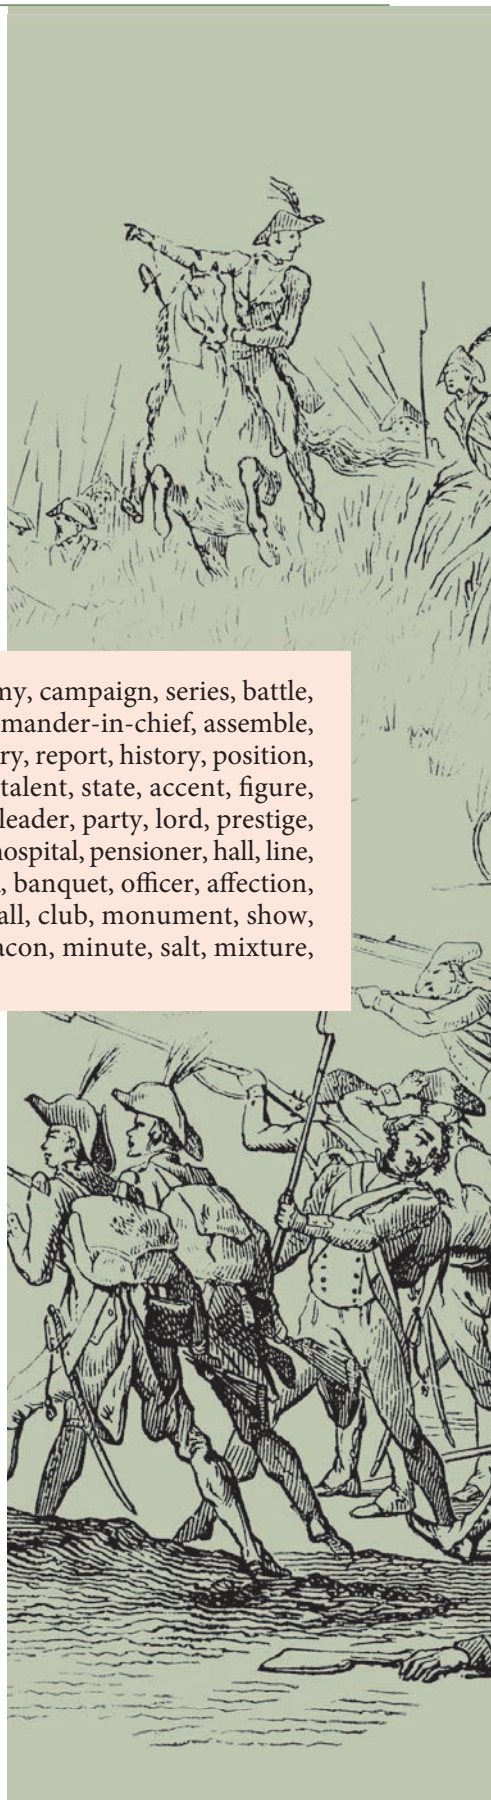 my, campaign, series, battle,
mander-in-chief, assemble,
ry, report, history, position,
talent, state, accent, figure,
leader, party, lord, prestige,
hospital, pensioner, hall, line,
, banquet, officer, affection,
all, club, monument, show,
acon, minute, salt, mixture,